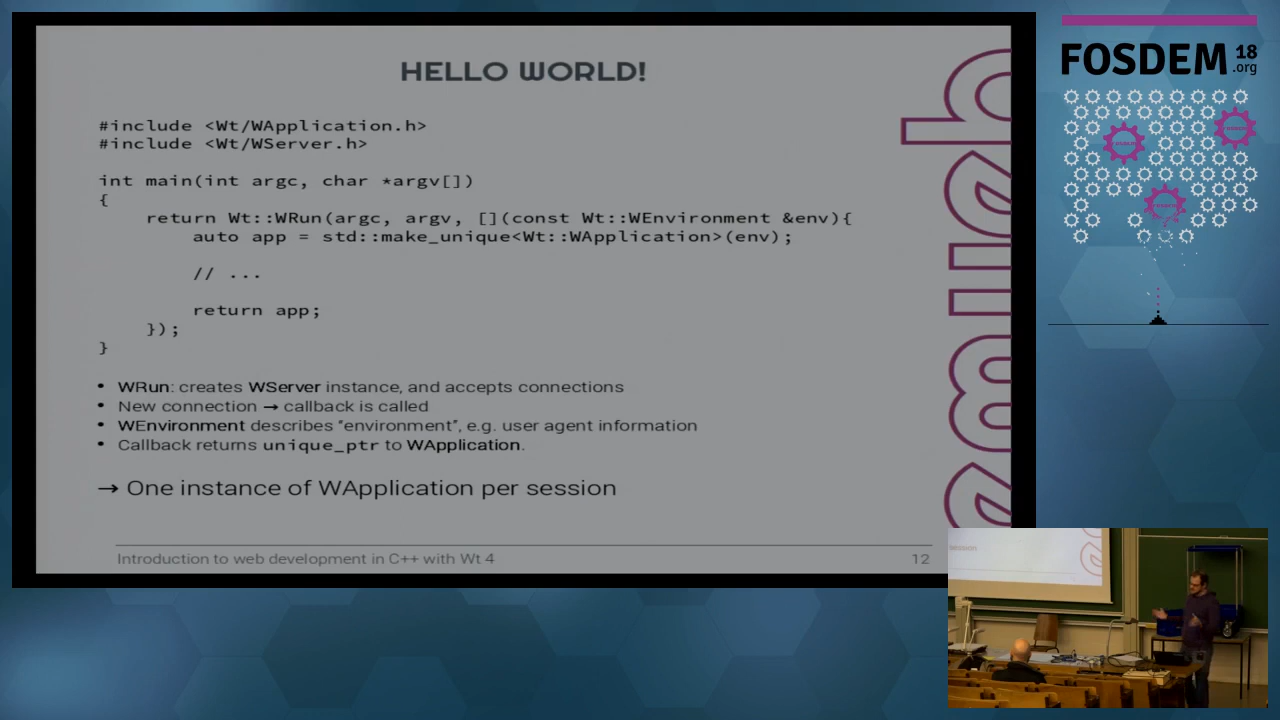 HELLO WORLD!
#include <Wt/WApplication.h>
#include <Wt/WServer.h>
int main(int argc, char *argv[])
{
    return Wt::WRun(argc, argv, [](const Wt::WEnvironment &env){
        auto app = std::make_unique<Wt::WApplication>(env);
        // ...
        return app;
    });
}
• WRun: creates WServer instance, and accepts connections
• New connection → callback is called
• WEnvironment describes “environment”, e.g. user agent information
• Callback returns unique_ptr to WApplication.
→ One instance of WApplication per session
Introduction to web development in C++ with Wt 4
12
FOSDEM 18
.org